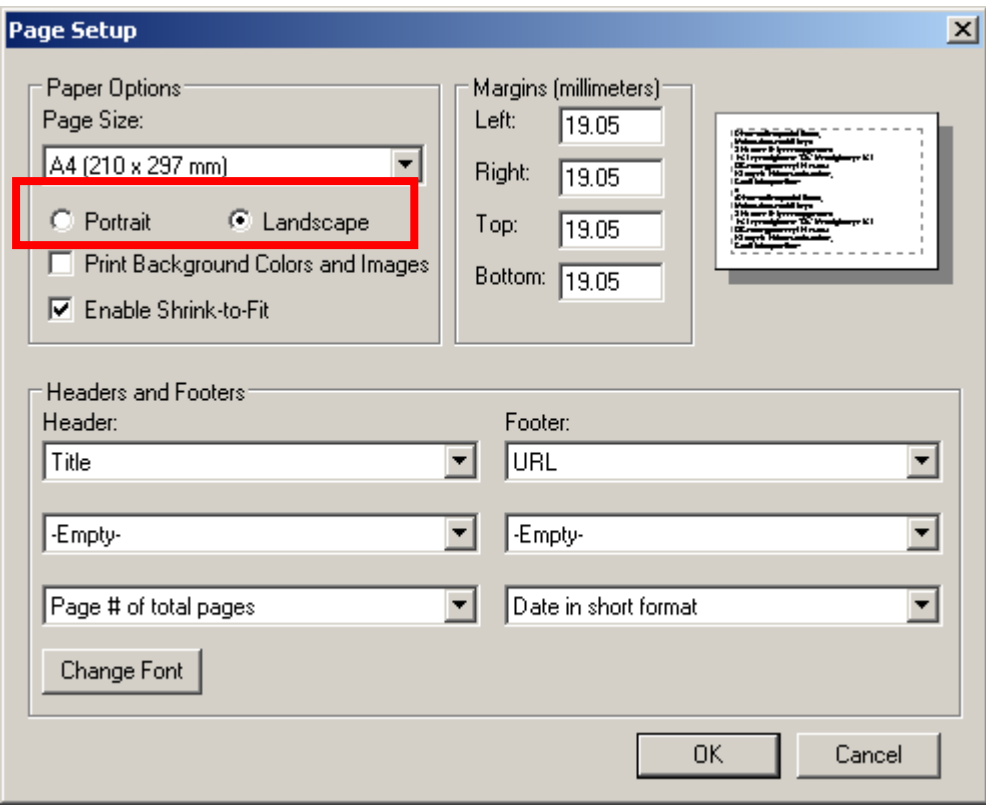 Page Setup
Paper Options
Page Size:
A4 (210 x 297 mm)
Portrait Landscape
Print Background Colors and Images
Enable Shrink-to-Fit
Margins (millimeters)
Left: 19.05
Right: 19.05
Top: 19.05
Bottom: 19.05
Headers and Footers
Header: Footer:
Title URL
-Empty- -Empty-
Page # of total pages Date in short format
Change Font
OK Cancel